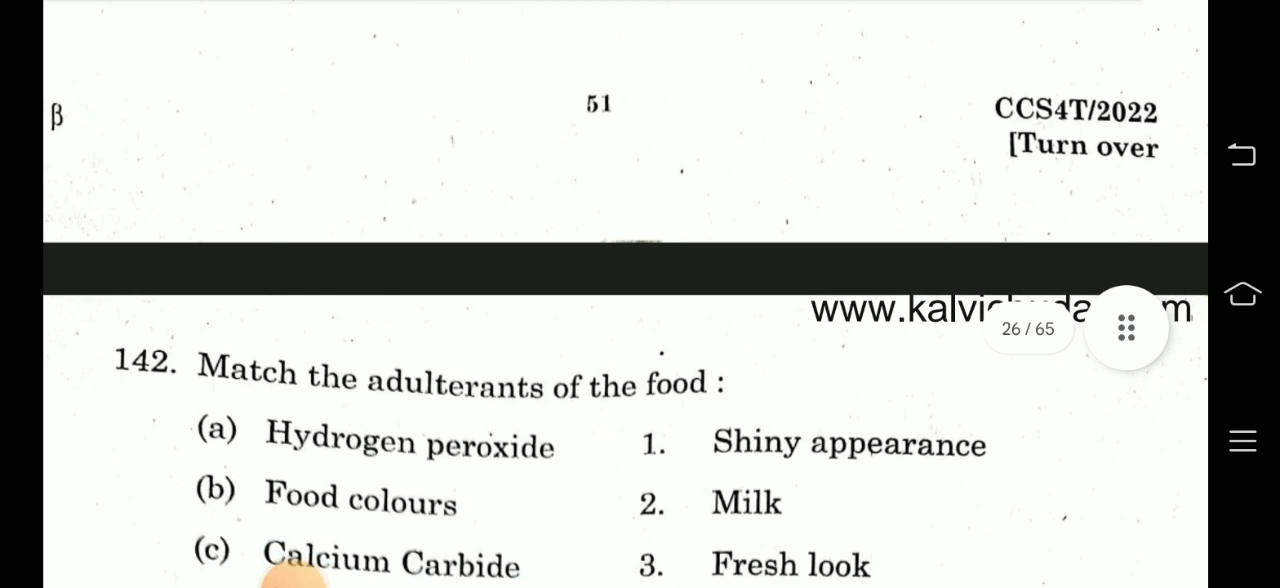 β 51 CCS4T/2022
[Turn over
26 / 65
142. Match the adulterants of the food :
(a) Hydrogen peroxide 1. Shiny appearance
(b) Food colours 2. Milk
(c) Calcium Carbide 3. Fresh look